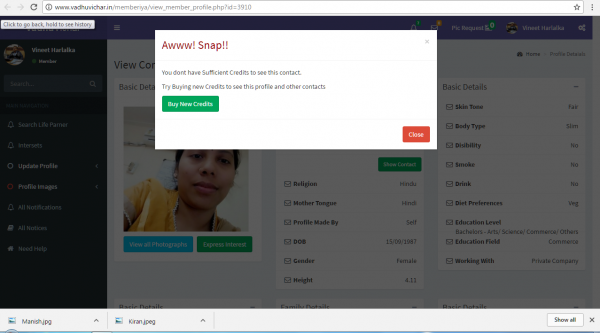 www.vadhuvichar.in/memberiya/view_member_profile.php?id=3910
Click to go back, hold to see history.
Pic Request
Vineet Harlalka
Vineet Harlalka
Member
Search...
Search Life Parner
Interests
Update Profile
Profile Images
All Notifications
All Notices
Need Help
View Con
Home
Profile Details
Awww! Snap!!
×
You dont have Sufficient Credits to see this contact.
Try Buying new Credits to see this profile and other contacts
Buy New Credits
Close
Basic Deta
View all Photographs
Express Interest
Show Contact
Religion Hindu
Mother Tongue Hindi
Profile Made By Self
DOB 15/09/1987
Gender Female
Height 4.11
Basic Details
Skin Tone Fair
Body Type Slim
Disibility No
Smoke No
Drink No
Diet Preferences Veg
Education Level
Bachelors - Arts/ Science/ Commerce/ Others
Education Field Commerce
Working With Private Company
Basic Details
Family Details
Basic Details
Manish.jpg
Kiran.jpeg
Show all